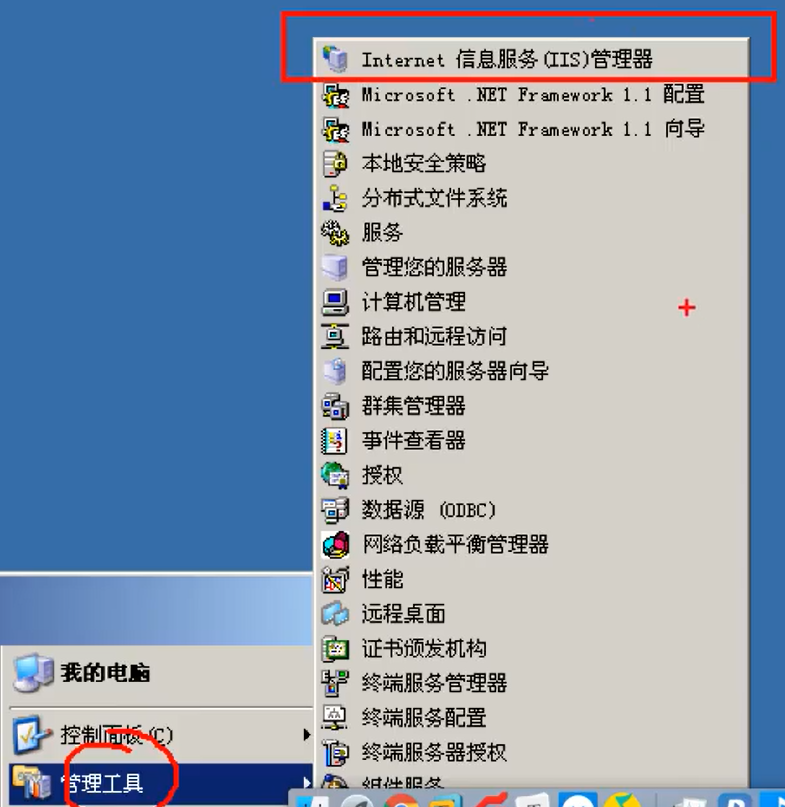 Internet 信息服务(IIS)管理器
Microsoft .NET Framework 1.1 配置
Microsoft .NET Framework 1.1 向导
本地安全策略
分布式文件系统
服务
管理您的服务器
计算机管理
路由和远程访问
配置您的服务器向导
群集管理器
事件查看器
授权
数据源 (ODBC)
网络负载平衡管理器
性能
远程桌面
证书颁发机构
终端服务管理器
终端服务配置
终端服务器授权
组件服务
我的电脑
控制面板(C)
管理工具